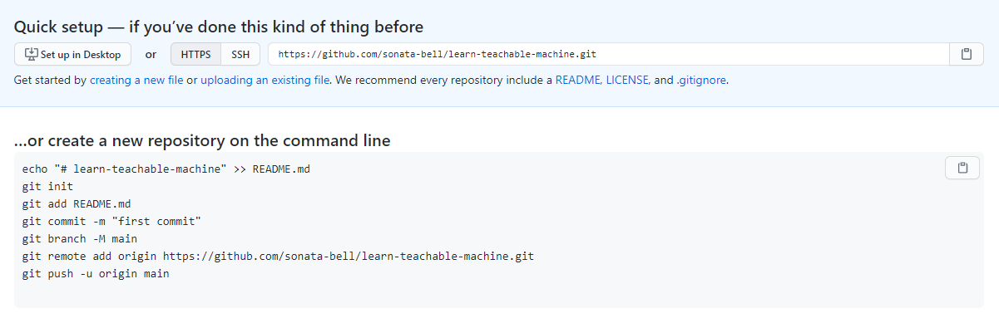 Quick setup — if you’ve done this kind of thing before
Set up in Desktop or HTTPS SSH https://github.com/sonata-bell/learn-teachable-machine.git
Get started by creating a new file or uploading an existing file. We recommend every repository include a README, LICENSE, and .gitignore.
…or create a new repository on the command line
echo "# learn-teachable-machine" >> README.md
git init
git add README.md
git commit -m "first commit"
git branch -M main
git remote add origin https://github.com/sonata-bell/learn-teachable-machine.git
git push -u origin main